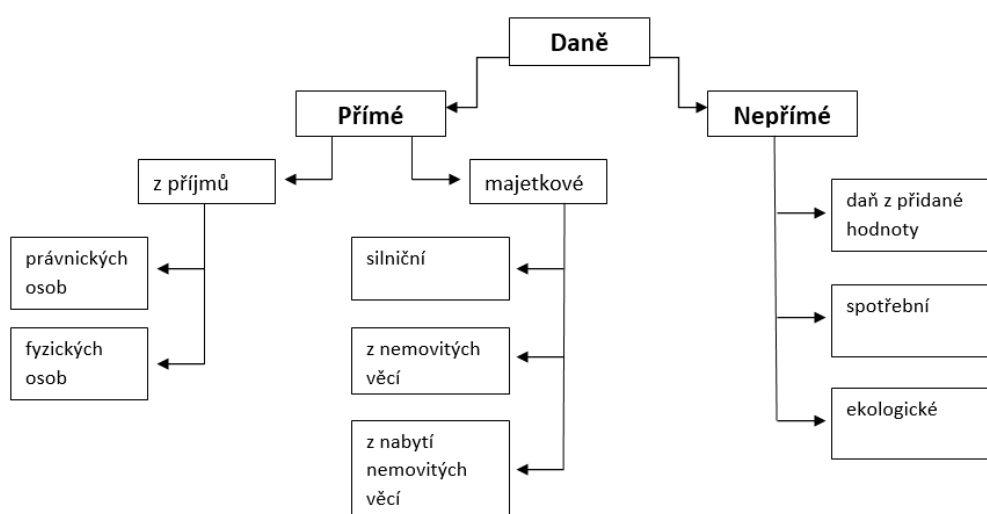 Daně
Přímé
Nepřímé
z příjmů
majetkové
daň z přidané
hodnoty
právnických
osob
silniční
spotřební
fyzických
osob
z nemovitých
věcí
ekologické
z nabytí
nemovitých
věcí